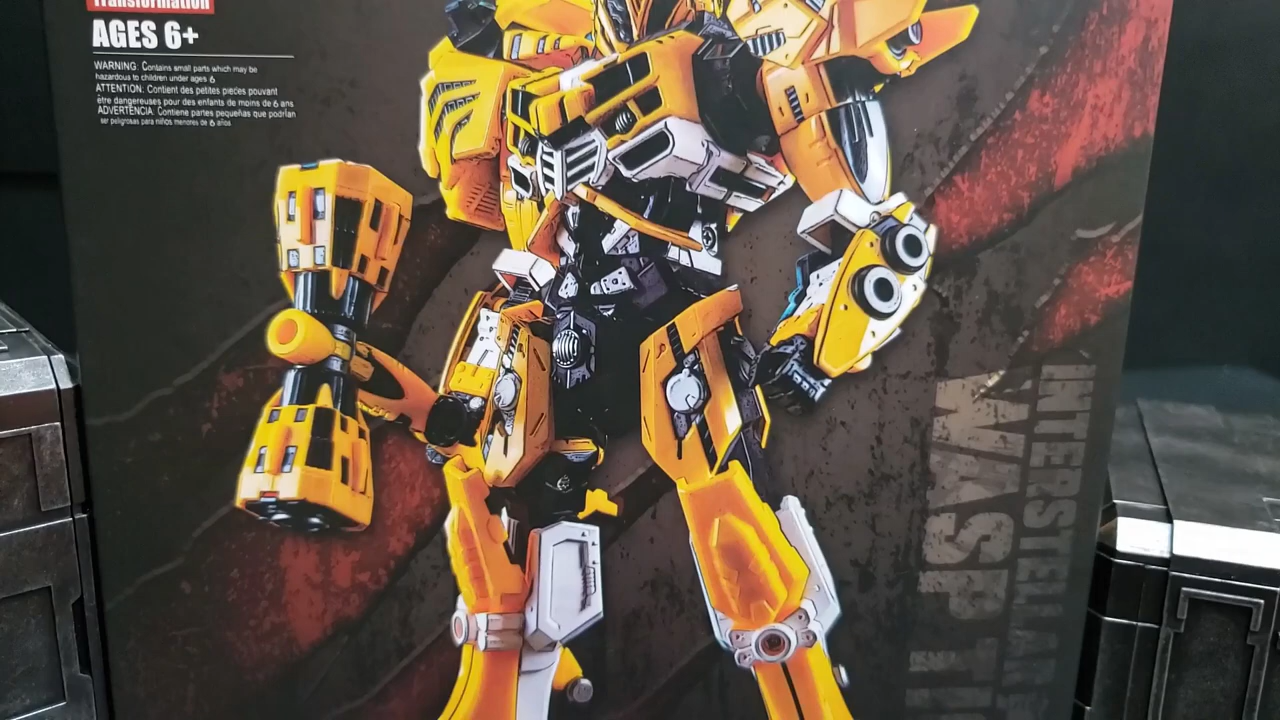 Transformation
AGES 6+
WARNING: Contains small parts which may be
hazardous to children under ages 6
ATTENTION: Contient des petites pieces pouvant
être dangereuses pour des enfants de moins de 6 ans
ADVERTENCIA: Contiene partes pequeñas que podrían
ser peligrosas para niños menores de 6 años
INTERSTELLAR
WASP